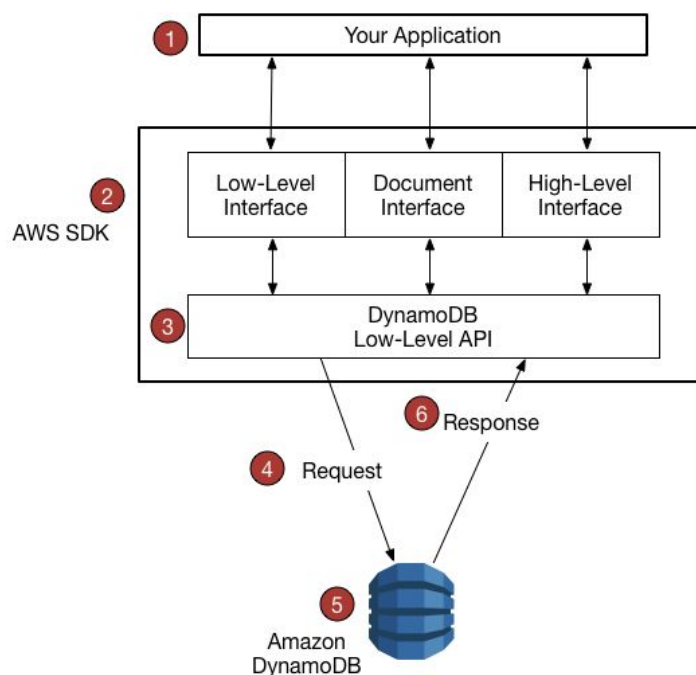 1
Your Application
2
AWS SDK
Low-Level
Interface
Document
Interface
High-Level
Interface
3
DynamoDB
Low-Level API
6
Response
4
Request
5
Amazon
DynamoDB